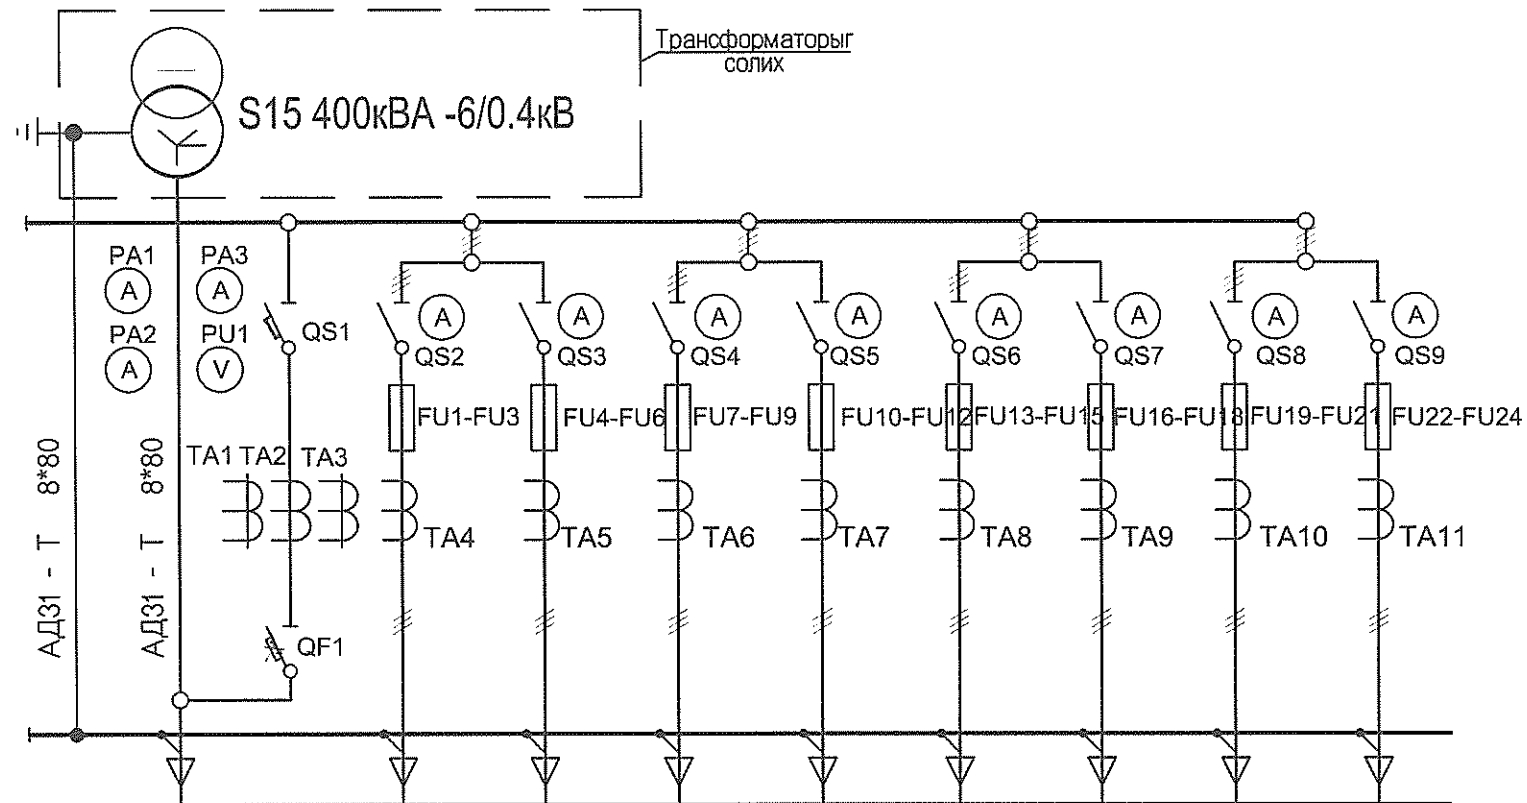 Трансформаторыг
солих
S15 400кВА -6/0.4кВ
PA1
PA3
A
A
PA2
PU1
A
V
QS1
A
QS2
A
QS3
A
QS4
A
QS5
A
QS6
A
QS7
A
QS8
A
QS9
FU1-FU3
FU4-FU6
FU7-FU9
FU10-FU12
FU13-FU15
FU16-FU18
FU19-FU21
FU22-FU24
TA1
TA2
TA3
TA4
TA5
TA6
TA7
TA8
TA9
TA10
TA11
АД31 - Т 8*80
АД31 - Т 8*80
QF1